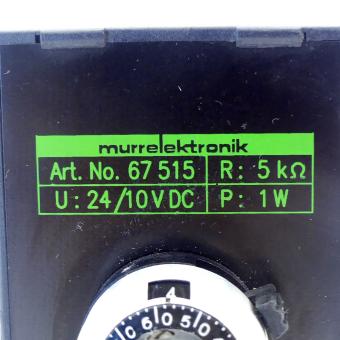 murrelektronik
Art. No. 67 515 R: 5 kΩ
U: 24/10 V DC P: 1 W
4